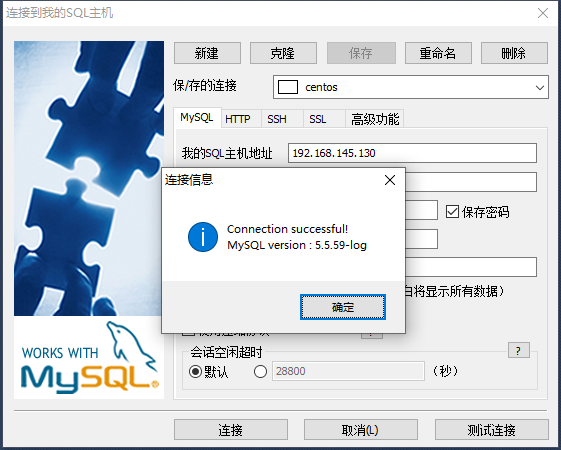 连接到我的SQL主机
新建
克隆
保存
重命名
删除
保/存的连接
centos
MySQL
HTTP
SSH
SSL
高级功能
我的SQL主机地址
192.168.145.130
连接信息
保存密码
Connection successful!
MySQL version : 5.5.59-log
白将显示所有数据）
确定
?
会话空闲超时
?
默认
28800
（秒）
WORKS WITH
MySQL®
连接
取消(L)
测试连接